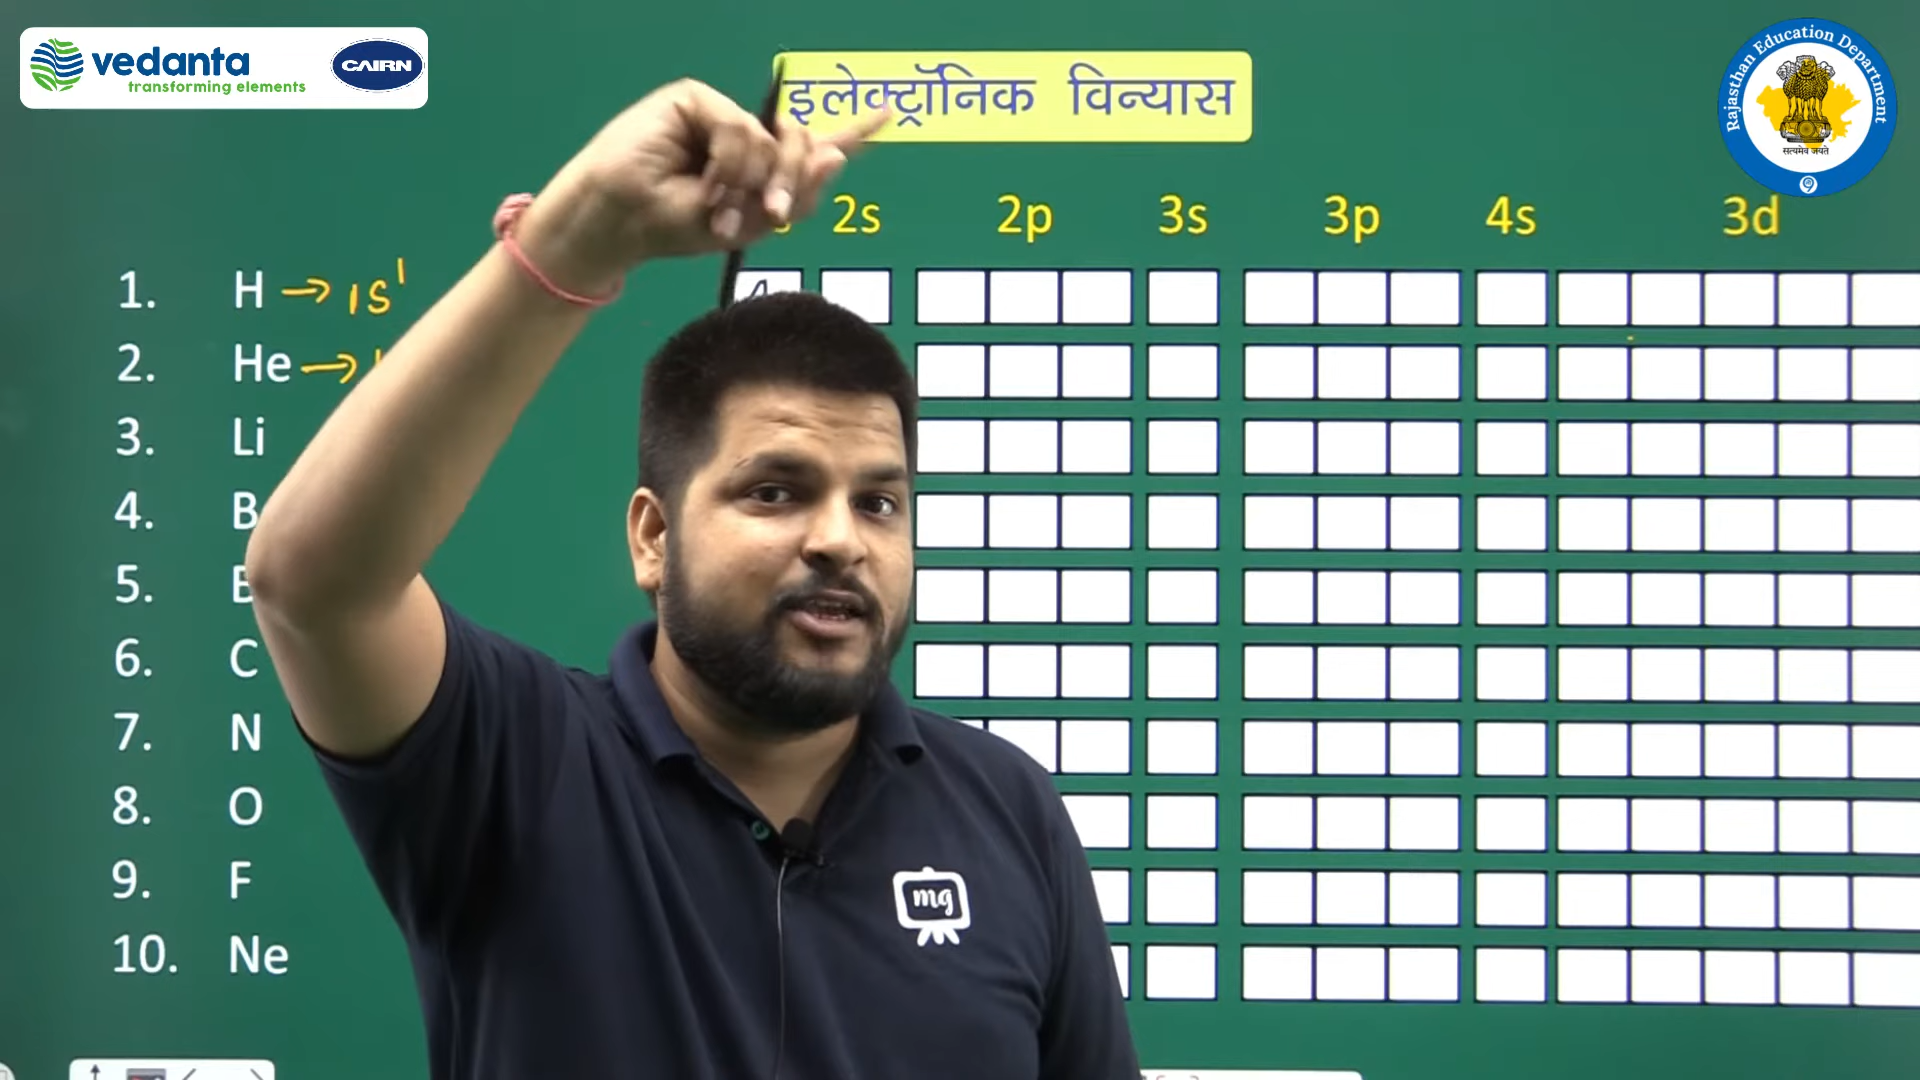 vedanta
transforming elements
CAIRN
Rajasthan Education Department
सत्यमेव जयते
इलेक्ट्रॉनिक विन्यास
2s 2p 3s 3p 4s 3d
1. H → 1s¹
2. He →
3. Li
4. B
5.
6. C
7. N
8. O
9. F
10. Ne
mg